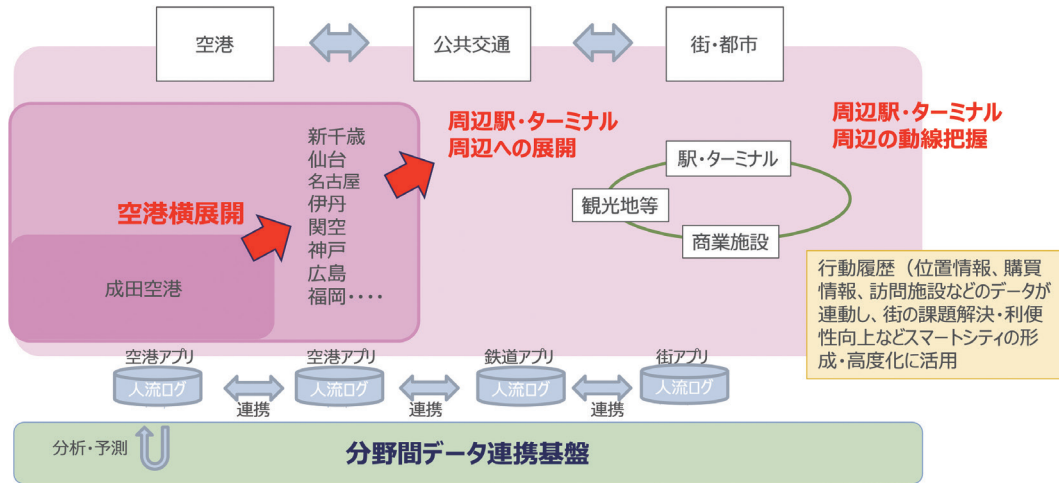 空港
公共交通
街・都市
周辺駅・ターミナル
周辺への展開
周辺駅・ターミナル
周辺の動線把握
新千歳
仙台
名古屋
伊丹
関空
神戸
広島
福岡・・・・
空港横展開
成田空港
駅・ターミナル
観光地等
商業施設
行動履歴（位置情報、購買
情報、訪問施設などのデータが
連動し、街の課題解決・利便
性向上などスマートシティの形
成・高度化に活用
空港アプリ
空港アプリ
鉄道アプリ
街アプリ
人流ログ
人流ログ
人流ログ
人流ログ
連携
連携
連携
分析・予測
分野間データ連携基盤